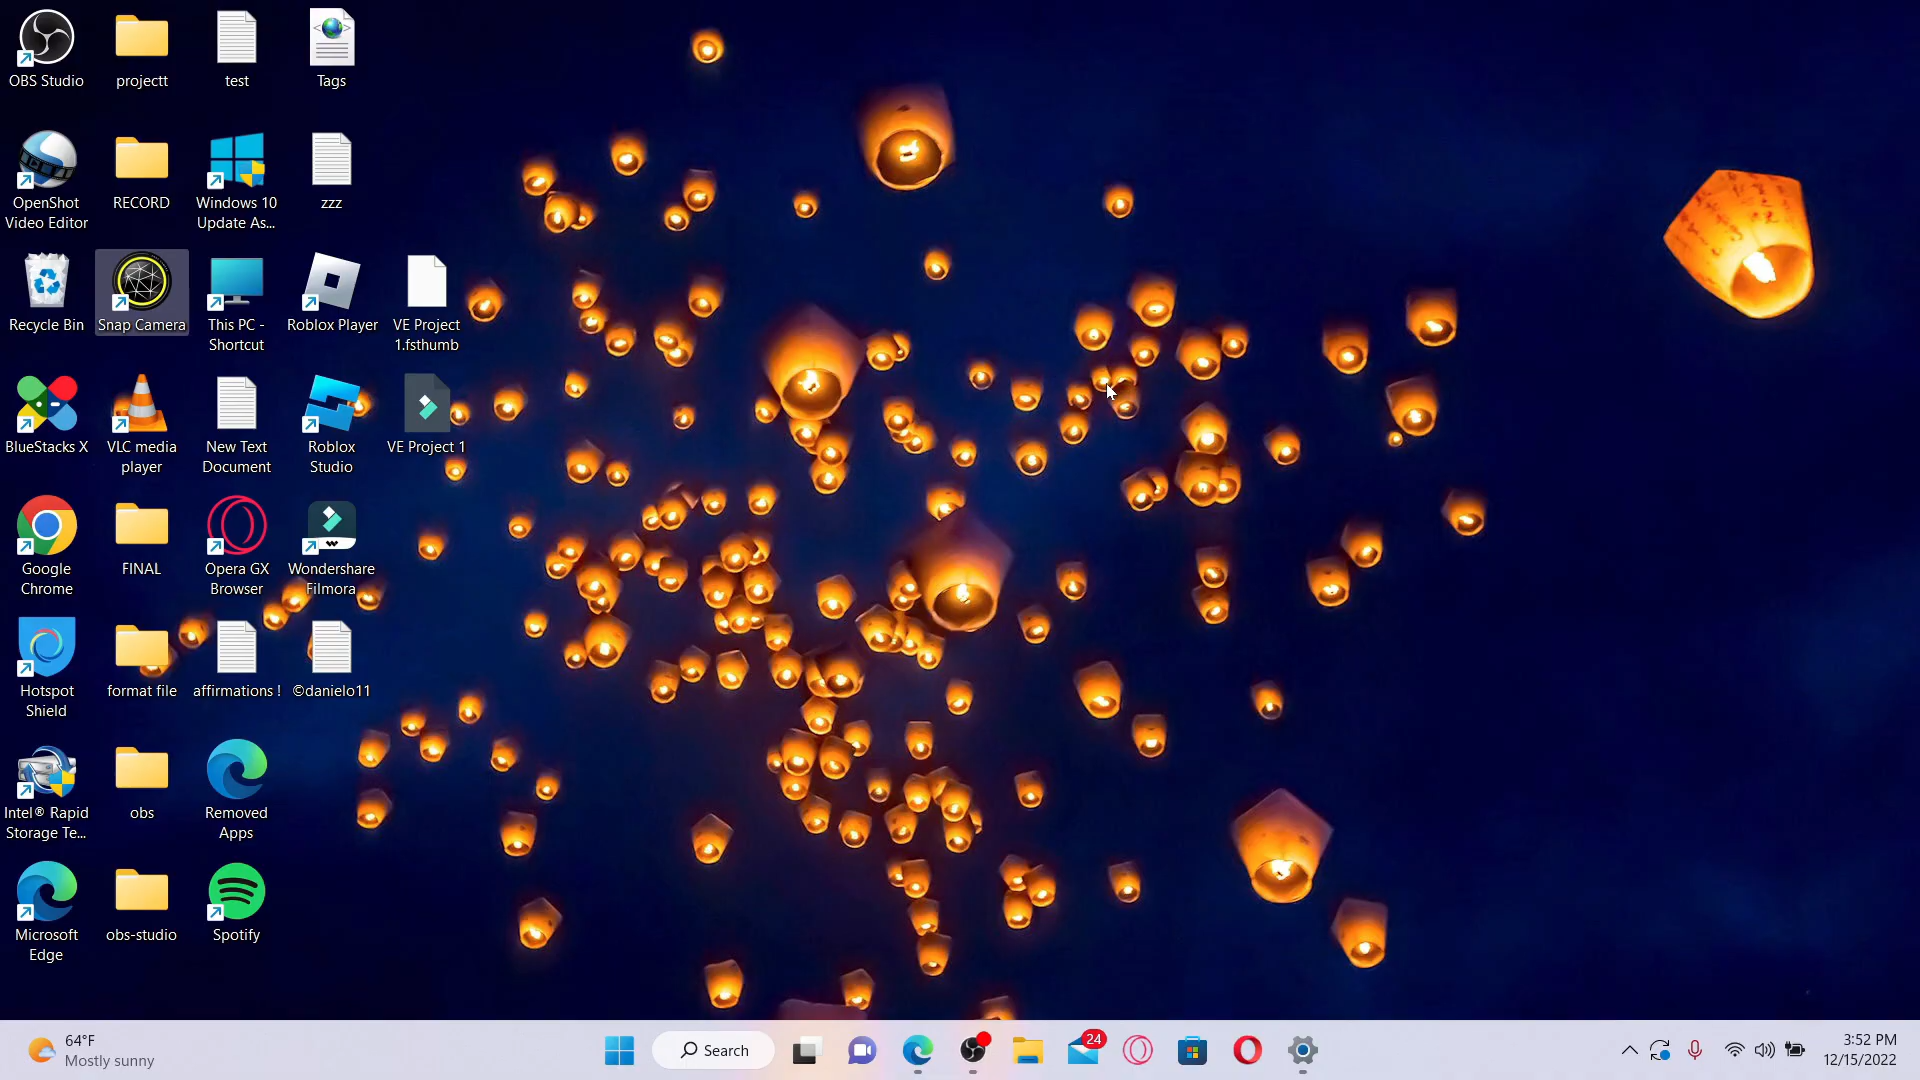 OBS Studio
projectt
test
Tags
OpenShot
Video Editor
RECORD
Windows 10
Update As...
zzz
Recycle Bin
Snap Camera
This PC -
Shortcut
Roblox Player
VE Project
1.fsthumb
BlueStacks X
VLC media
player
New Text
Document
Roblox
Studio
VE Project 1
Google
Chrome
FINAL
Opera GX
Browser
Wondershare
Filmora
Hotspot
Shield
format file
affirmations !
©danielo11
Intel® Rapid
Storage Te...
obs
Removed
Apps
Microsoft
Edge
obs-studio
Spotify
64°F
Mostly sunny
Search
24
3:52 PM
12/15/2022